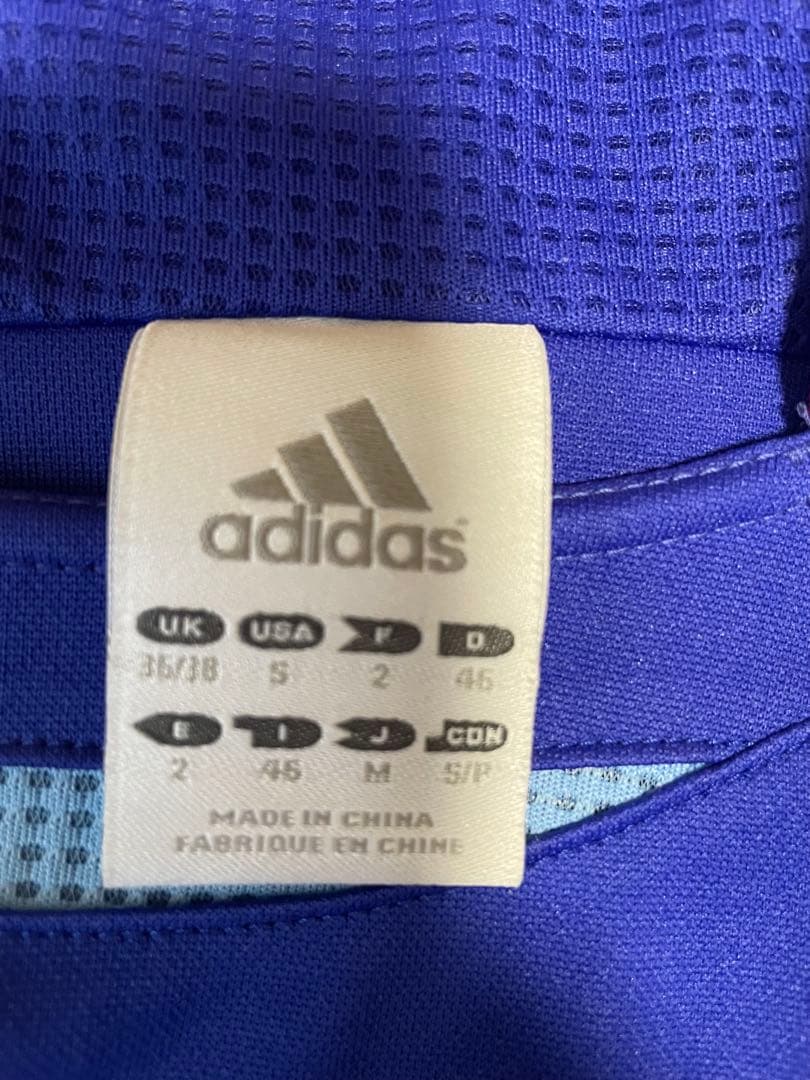 adidas
UK USA F D
36/38 S 2 46
E I J CDN
2 46 M S/P
MADE IN CHINA
FABRIQUE EN CHINE